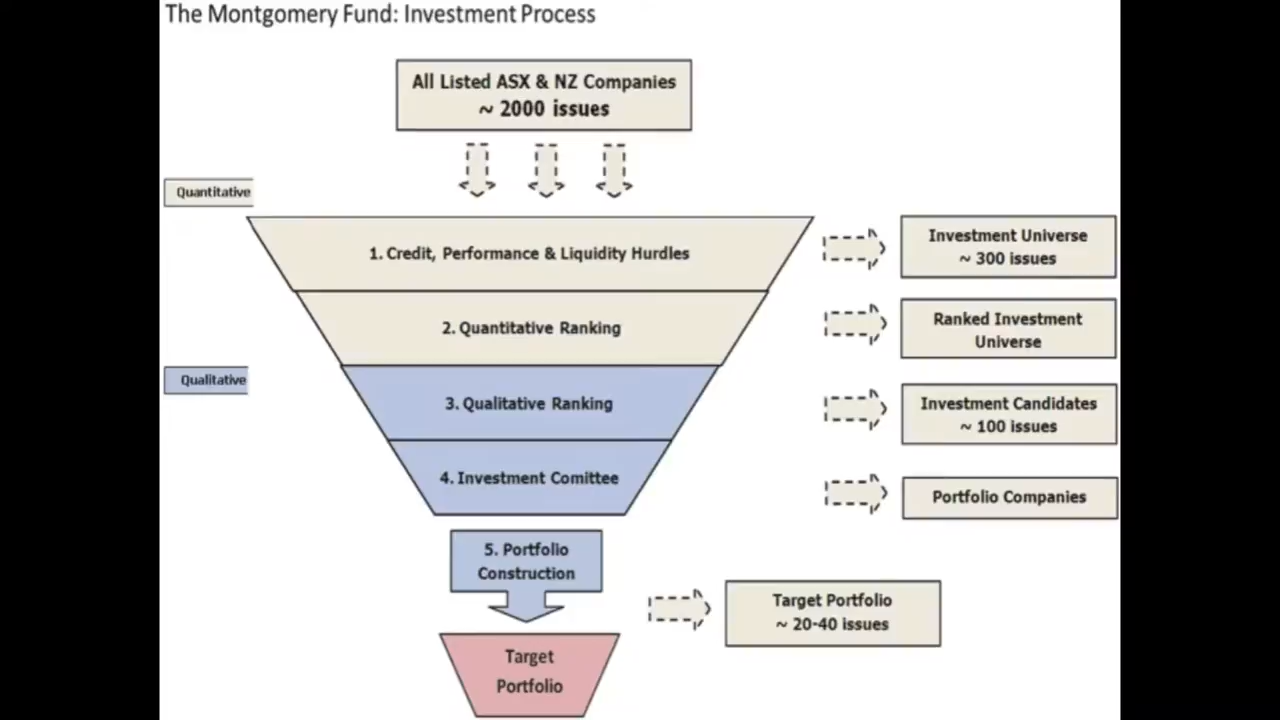 The Montgomery Fund: Investment Process
All Listed ASX & NZ Companies
~ 2000 issues
Quantitative
1. Credit, Performance & Liquidity Hurdles
Investment Universe
~ 300 issues
2. Quantitative Ranking
Ranked Investment
Universe
Qualitative
3. Qualitative Ranking
Investment Candidates
~ 100 issues
4. Investment Comittee
Portfolio Companies
5. Portfolio
Construction
Target Portfolio
~ 20-40 issues
Target
Portfolio